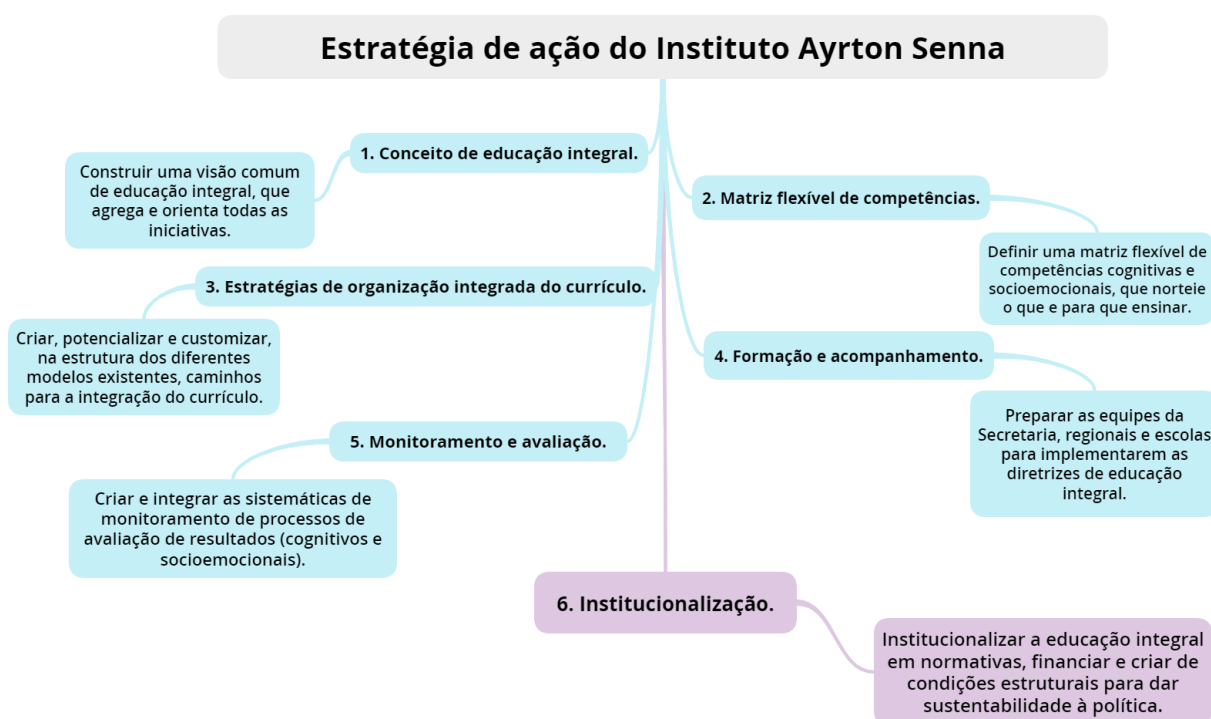 Estratégia de ação do Instituto Ayrton Senna
1. Conceito de educação integral.
Construir uma visão comum
de educação integral, que
agrega e orienta todas as
iniciativas.
2. Matriz flexível de competências.
Definir uma matriz flexível de
competências cognitivas e
socioemocionais, que norteie
o que e para que ensinar.
3. Estratégias de organização integrada do currículo.
Criar, potencializar e customizar,
na estrutura dos diferentes
modelos existentes, caminhos
para a integração do currículo.
4. Formação e acompanhamento.
Preparar as equipes da
Secretaria, regionais e escolas
para implementarem as
diretrizes de educação
integral.
5. Monitoramento e avaliação.
Criar e integrar as sistemáticas de
monitoramento de processos de
avaliação de resultados (cognitivos e
socioemocionais).
6. Institucionalização.
Institucionalizar a educação integral
em normativas, financiar e criar de
condições estruturais para dar
sustentabilidade à política.